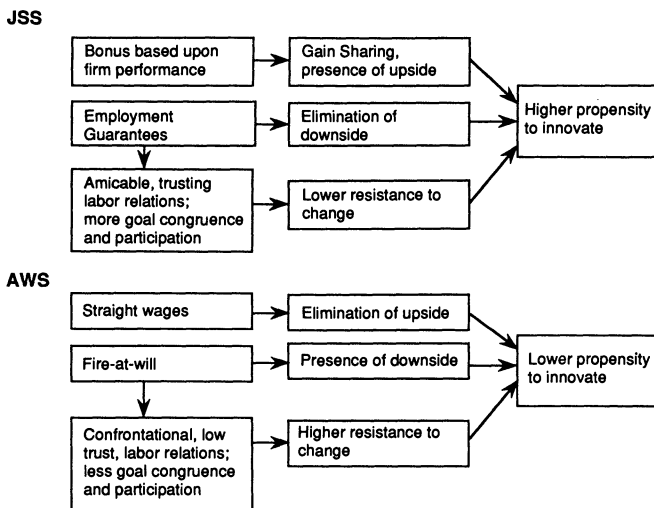 JSS
Bonus based upon
firm performance
Gain Sharing,
presence of upside
Higher propensity
to innovate
Employment
Guarantees
Elimination of
downside
Amicable, trusting
labor relations;
more goal congruence
and participation
Lower resistance to
change
AWS
Straight wages
Elimination of upside
Lower propensity
to innovate
Fire-at-will
Presence of downside
Confrontational, low
trust, labor relations;
less goal congruence
and participation
Higher resistance to
change